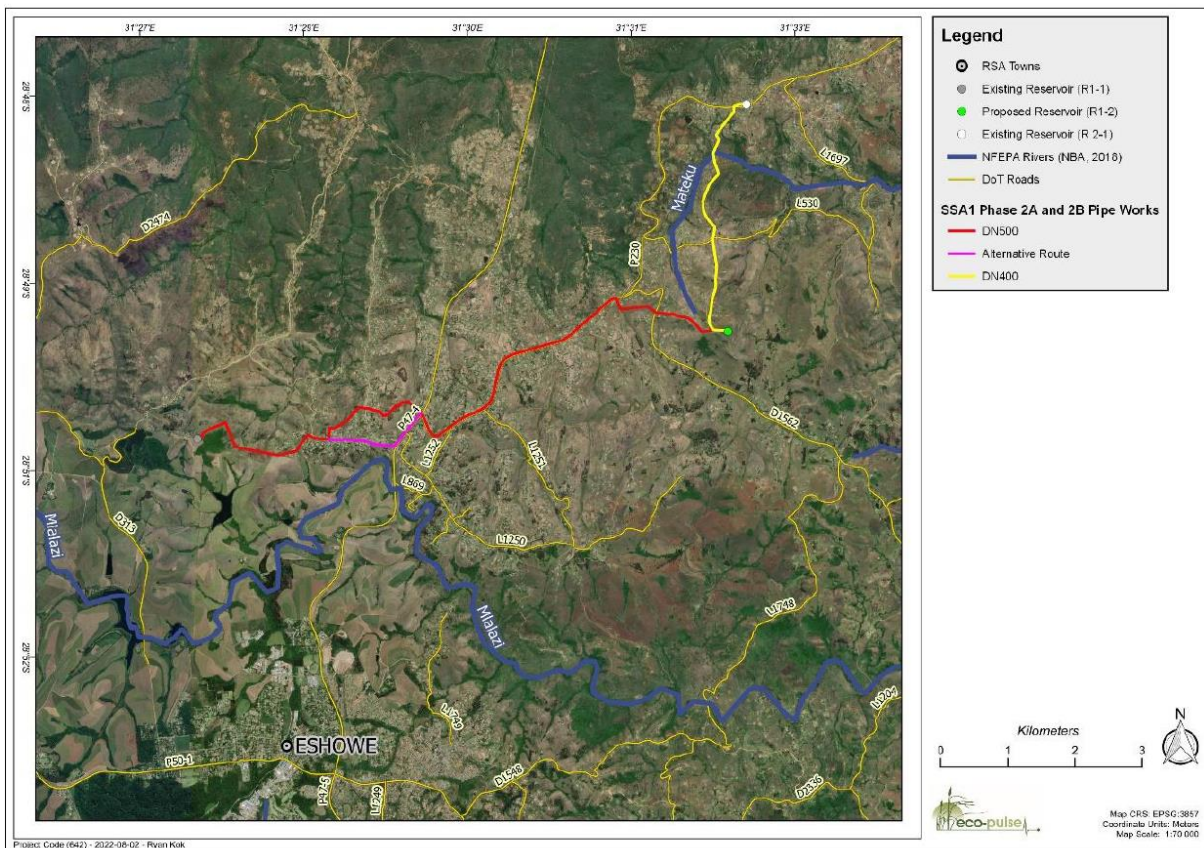 31°27'E 31°28'E 31°30'E 31°31'E 31°33'E
28°48'S
28°49'S
28°51'S
28°52'S
L1697
Mateku
L530
D2474
P230
P47-4
L1252
D1562
L1251
L869
L1250
D313
Mlalazi
Mlalazi
L1748
L1204
L1749
ESHOWE
P50-1
P47-5
L1249
D1548
D2336
Legend
RSA Towns
Existing Reservoir (R1-1)
Proposed Reservoir (R1-2)
Existing Reservoir (R 2-1)
NFEPA Rivers (NBA, 2018)
DoT Roads
SSA1 Phase 2A and 2B Pipe Works
DN500
Alternative Route
DN400
Kilometers
0 1 2 3
N
eco-pulse
Map CRS: EPSG:3857
Coordinate Units: Meters
Map Scale: 1:70 000
Project Code (642) - 2022-08-02 - Ryan Kok